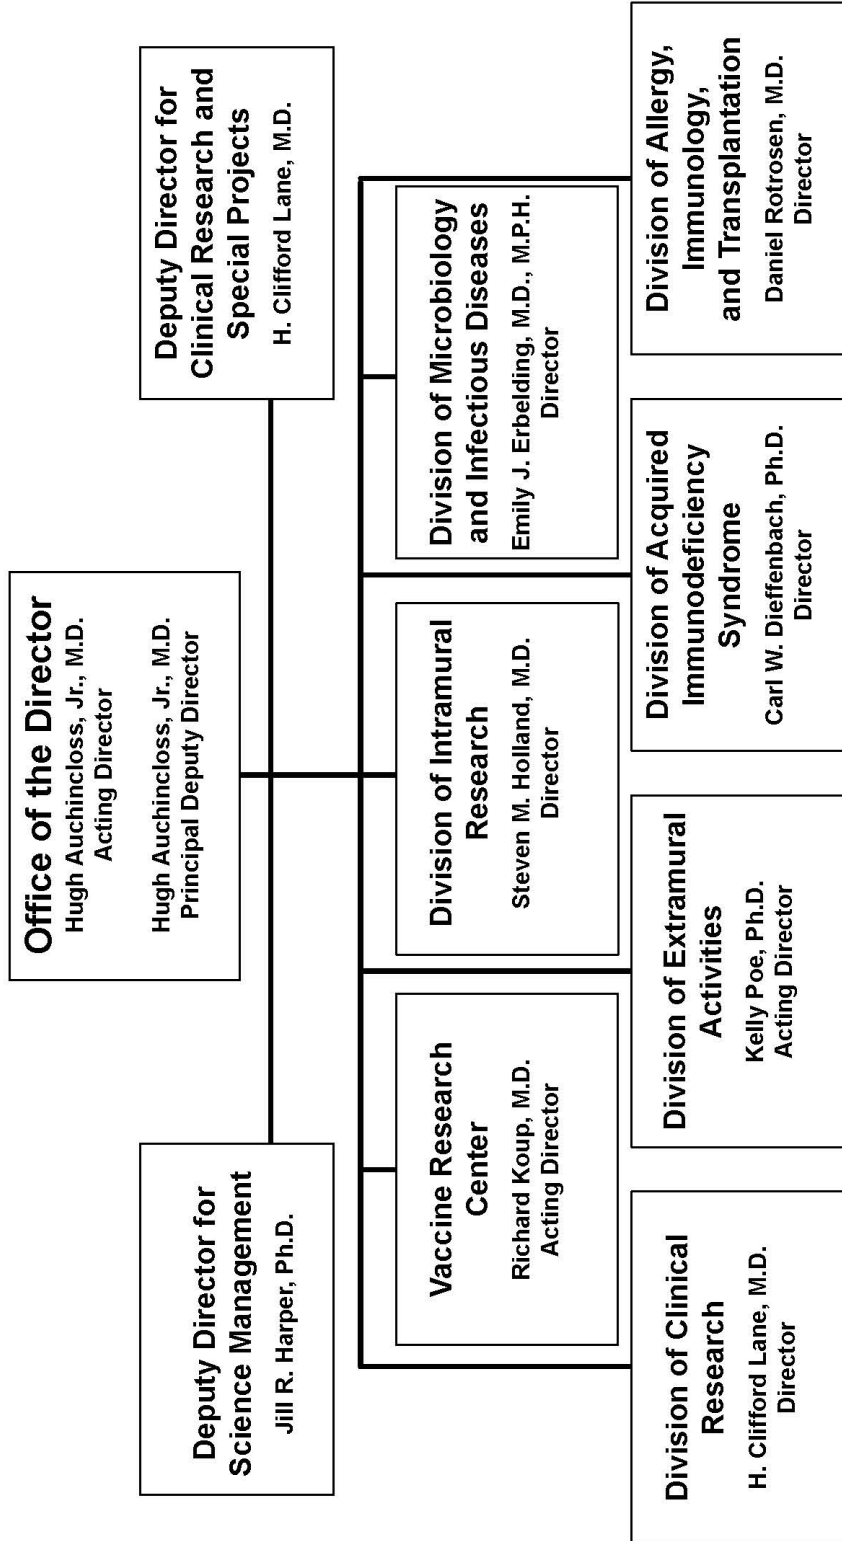 Office of the Director
Hugh Auchincloss, Jr., M.D.
Acting Director
Hugh Auchincloss, Jr., M.D.
Principal Deputy Director
Deputy Director for
Science Management
Jill R. Harper, Ph.D.
Deputy Director for
Clinical Research and
Special Projects
H. Clifford Lane, M.D.
Vaccine Research
Center
Richard Koup, M.D.
Acting Director
Division of Intramural
Research
Steven M. Holland, M.D.
Director
Division of Microbiology
and Infectious Diseases
Emily J. Erbelding, M.D., M.P.H.
Director
Division of Clinical
Research
H. Clifford Lane, M.D.
Director
Division of Extramural
Activities
Kelly Poe, Ph.D.
Acting Director
Division of Acquired
Immunodeficiency
Syndrome
Carl W. Dieffenbach, Ph.D.
Director
Division of Allergy,
Immunology,
and Transplantation
Daniel Rotrosen, M.D.
Director